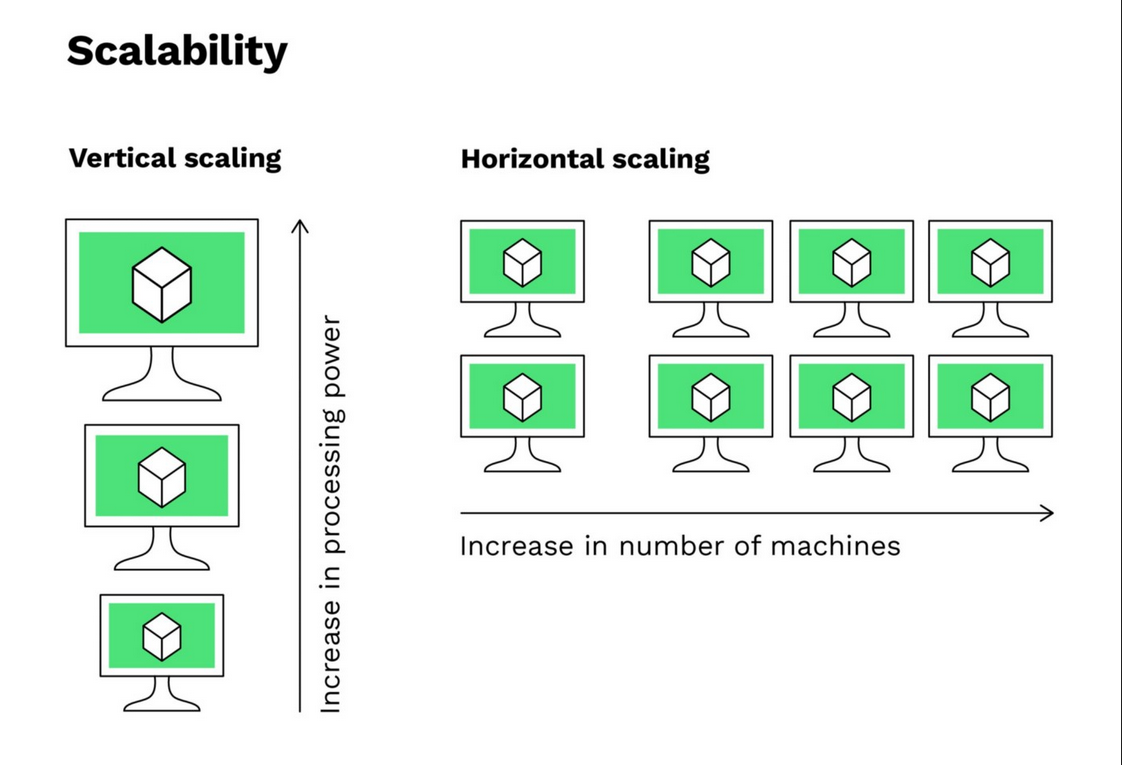 Scalability
Vertical scaling
Horizontal scaling
Increase in processing power
Increase in number of machines